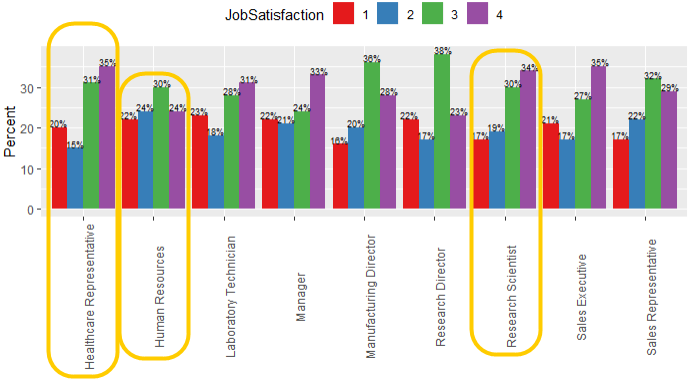 JobSatisfaction 1 2 3 4
Percent
30
20
10
0
20% 15% 31% 35%
22% 24% 30% 24%
23% 18% 28% 31%
22% 21% 24% 33%
16% 20% 36% 28%
22% 17% 38% 23%
17% 19% 30% 34%
21% 17% 27% 35%
17% 22% 32% 29%
Healthcare Representative
Human Resources
Laboratory Technician
Manager
Manufacturing Director
Research Director
Research Scientist
Sales Executive
Sales Representative